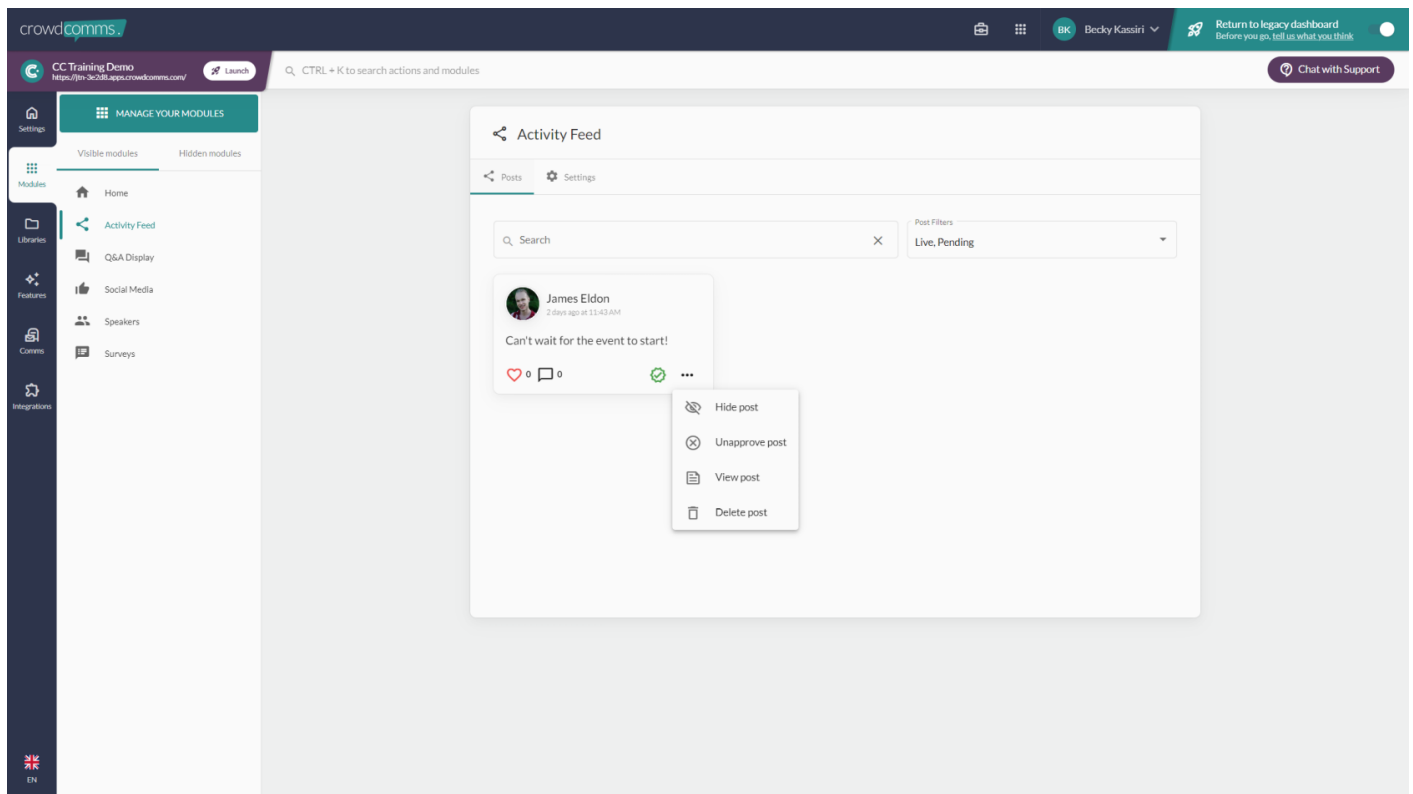 crowdcomms.
BK Becky Kassiri
Return to legacy dashboard
Before you go, tell us what you think
CC Training Demo
https://jtn-3e2d8.apps.crowdcomms.com/
Launch
CTRL + K to search actions and modules
Chat with Support
Settings
Modules
Libraries
Features
Comms
Integrations
EN
MANAGE YOUR MODULES
Visible modules Hidden modules
Home
Activity Feed
Q&A Display
Social Media
Speakers
Surveys
Activity Feed
Posts Settings
Search
Post Filters
Live, Pending
James Eldon
2 days ago at 11:43 AM
Can't wait for the event to start!
0 0
Hide post
Unapprove post
View post
Delete post